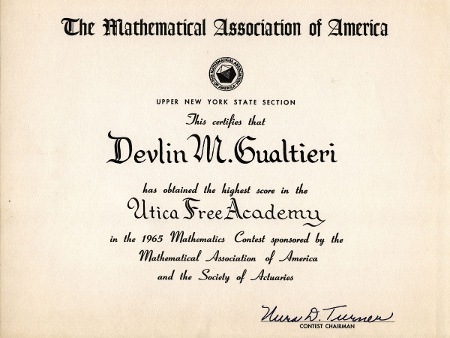 The Mathematical Association of America
UPPER NEW YORK STATE SECTION
This certifies that
Devlin M. Gualtieri
has obtained the highest score in the
Utica Free Academy
in the 1965 Mathematics Contest sponsored by the
Mathematical Association of America
and the Society of Actuaries
Nura D. Turner
CONTEST CHAIRMAN